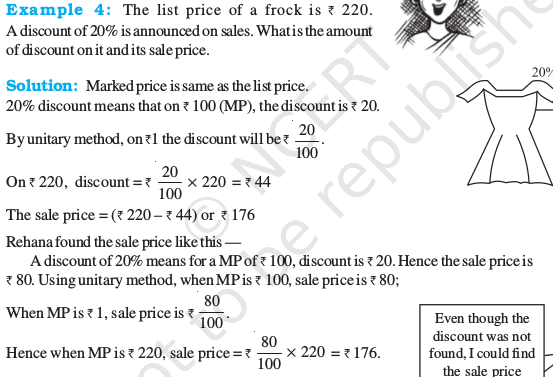 Example 4: The list price of a frock is ₹ 220.
A discount of 20% is announced on sales. What is the amount
of discount on it and its sale price.
20%
Solution: Marked price is same as the list price.
20% discount means that on ₹ 100 (MP), the discount is ₹ 20.
By unitary method, on ₹1 the discount will be ₹ 20/100.
On ₹ 220, discount = ₹ 20/100 × 220 = ₹ 44
The sale price = (₹ 220 – ₹ 44) or ₹ 176
Rehana found the sale price like this —
A discount of 20% means for a MP of ₹ 100, discount is ₹ 20. Hence the sale price is
₹ 80. Using unitary method, when MP is ₹ 100, sale price is ₹ 80;
When MP is ₹ 1, sale price is ₹ 80/100.
Hence when MP is ₹ 220, sale price = ₹ 80/100 × 220 = ₹ 176.
Even though the
discount was not
found, I could find
the sale price
© NCERT
not to be republished